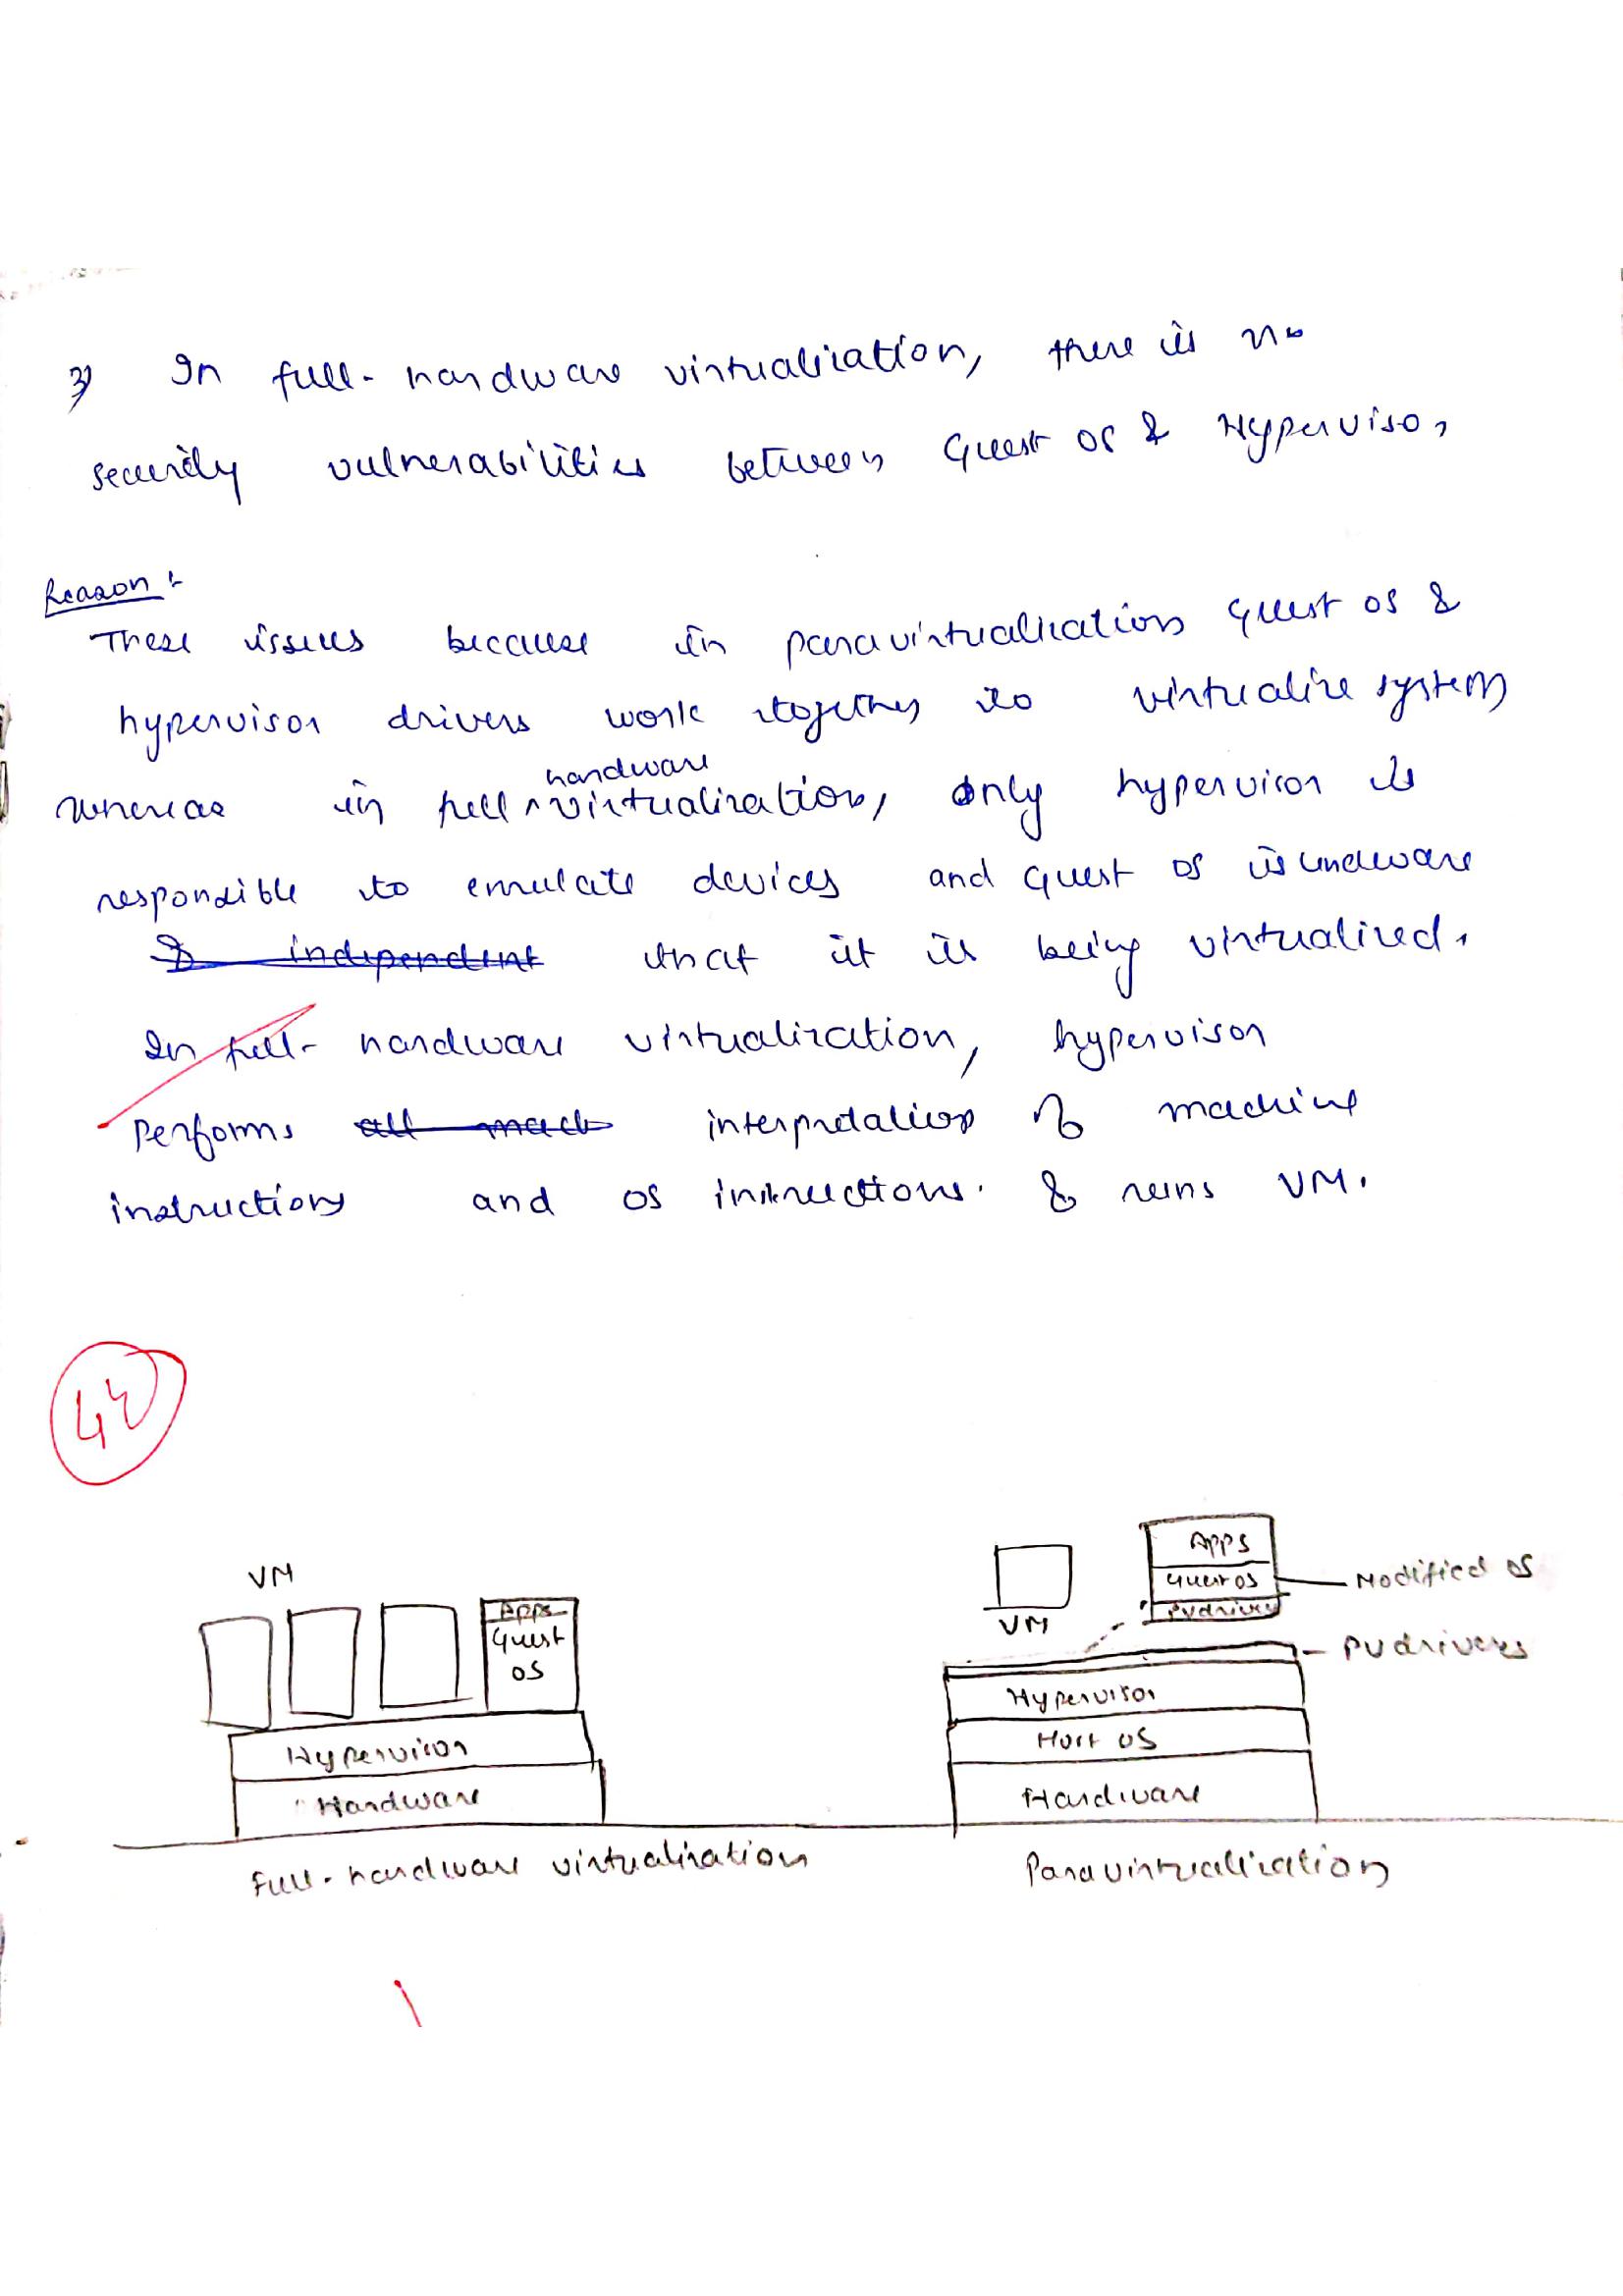 3) In full-hardware virtualization, there is no
security vulnerabilities between Guest OS & Hypervisor
Reason :-
These issues because in paravirtualization Guest OS &
hypervisor drivers work together to virtualize system
whereas in full ^ hardware virtualization, only hypervisor is
responsible to emulate devices and Guest OS is unaware
& independent that it is being virtualized.
In full- hardware virtualization, hypervisor
performs all mach interpretation of machine
instructions and OS instructions. & runs VM.
VM
Apps
Guest
OS
Hypervisor
Hardware
Full-hardware virtualization
Apps
Guest OS
PV drivers
Modified OS
VM
PV drivers
Hypervisor
Host OS
Hardware
Paravirtualization